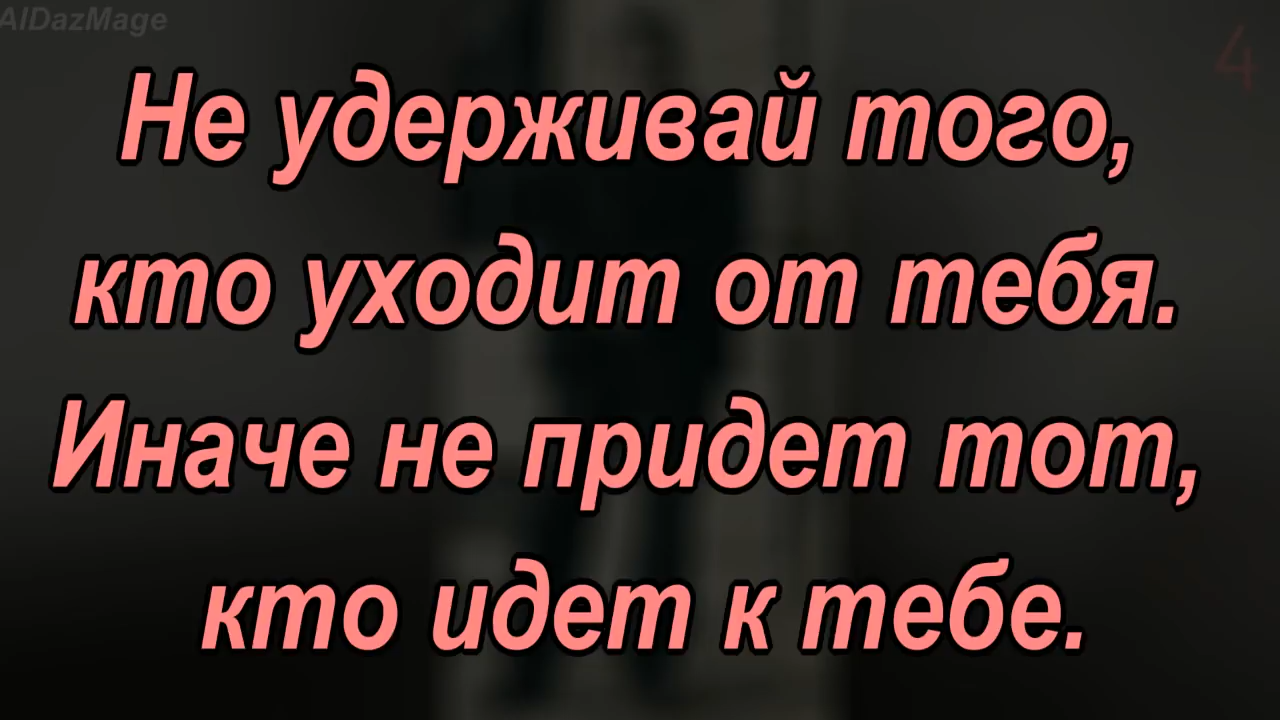 AIDazMage
4
Не удерживай того,
кто уходит от тебя.
Иначе не придет тот,
кто идет к тебе.